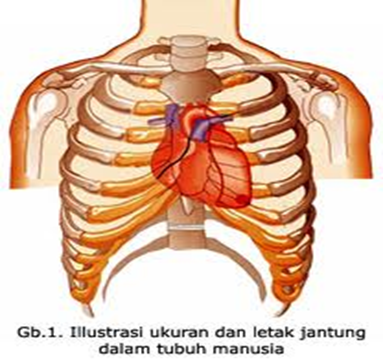 Gb.1. Illustrasi ukuran dan letak jantung
dalam tubuh manusia